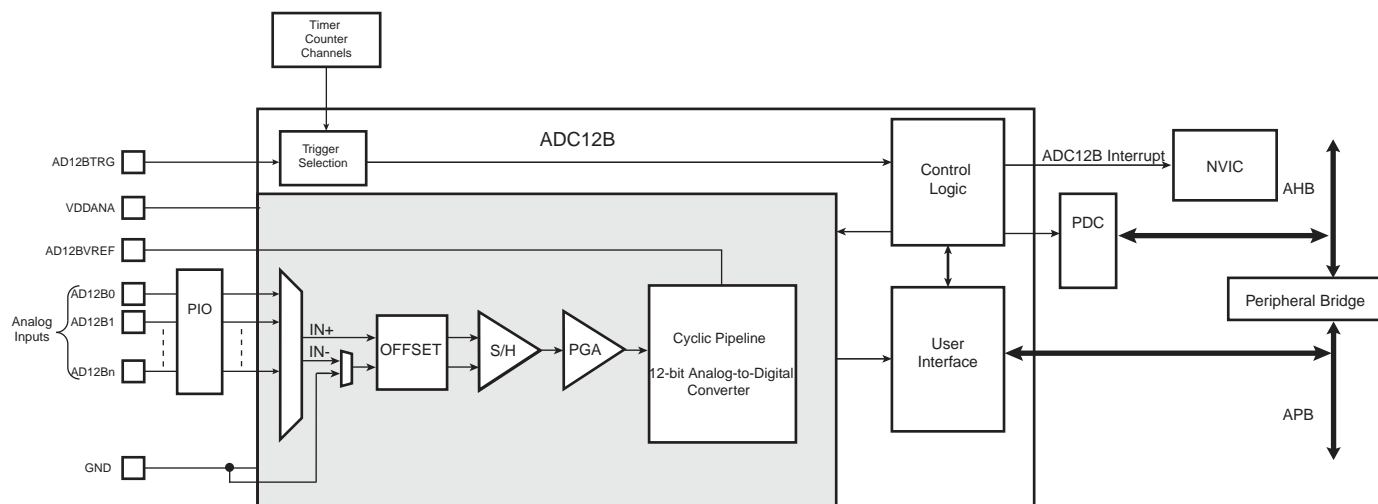 Timer
Counter
Channels
AD12BTRG
Trigger
Selection
ADC12B
Control
Logic
ADC12B Interrupt
NVIC
AHB
VDDANA
PDC
AD12BVREF
Analog
Inputs
AD12B0
AD12B1
AD12Bn
PIO
IN+
IN-
OFFSET
S/H
PGA
Cyclic Pipeline
12-bit Analog-to-Digital
Converter
User
Interface
Peripheral Bridge
APB
GND